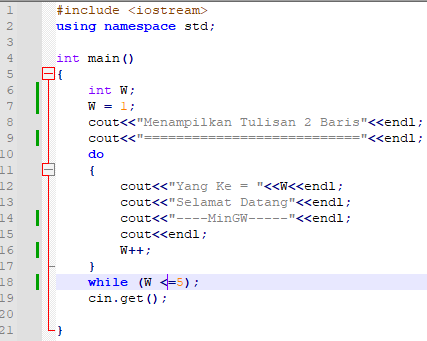 1 #include <iostream>
2 using namespace std;
3
4 int main()
5 {
6 int W;
7 W = 1;
8 cout<<"Menampilkan Tulisan 2 Baris"<<endl;
9 cout<<"==========================="<<endl;
10 do
11 {
12 cout<<"Yang Ke = "<<W<<endl;
13 cout<<"Selamat Datang"<<endl;
14 cout<<"----MinGW-----"<<endl;
15 cout<<endl;
16 W++;
17 }
18 while (W <=5);
19 cin.get();
20
21 }